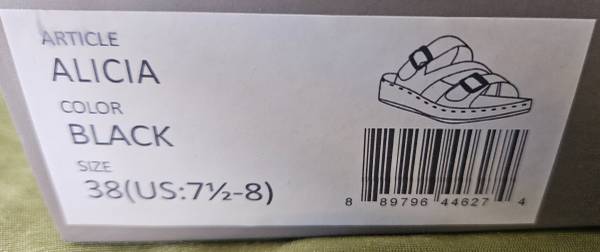 ARTICLE
ALICIA
COLOR
BLACK
SIZE
38(US:7½-8)
8 89796 44627 4